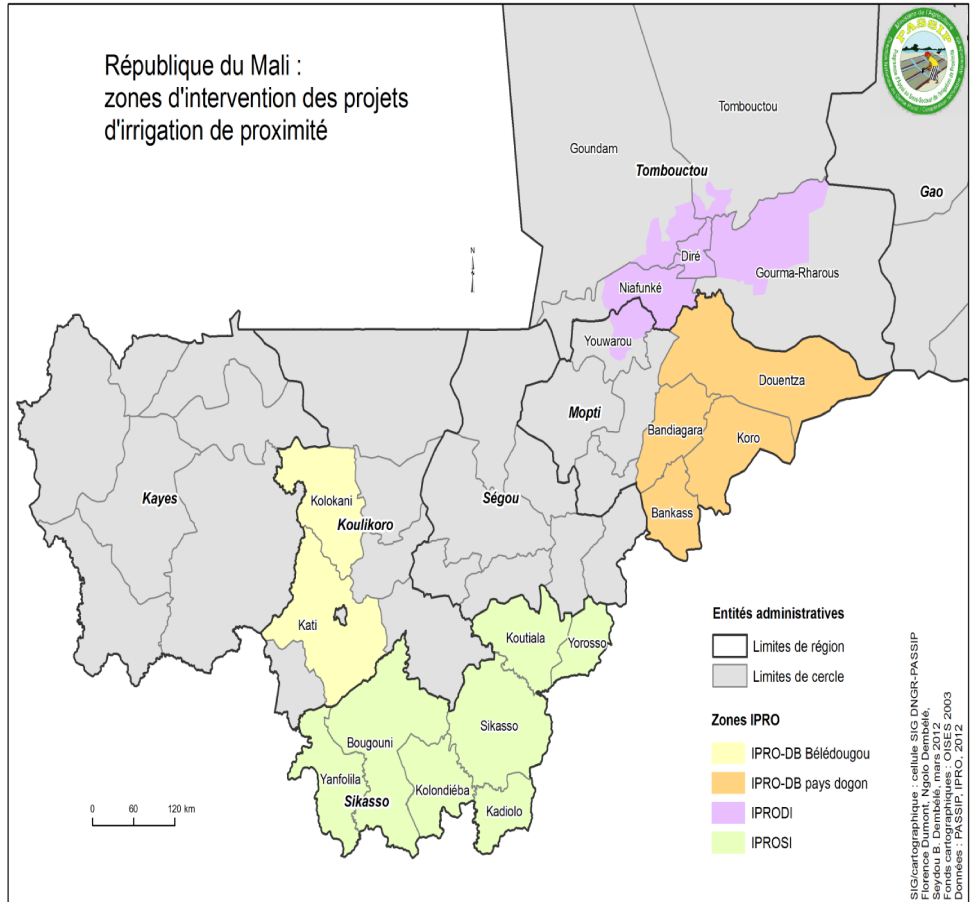 République du Mali :
zones d'intervention des projets
d'irrigation de proximité
PASSIP
Tombouctou
Goundam
Tombouctou
Gao
Diré
Gourma-Rharous
Niafunké
Youwarou
Douentza
Mopti
Bandiagara
Koro
Kayes
Kolokani
Ségou
Koulikoro
Bankass
Kati
Koutiala
Yorosso
Sikasso
Bougouni
Yanfolila
Kolondiéba
Sikasso
Kadiolo
N
0 60 120 km
Entités administratives
Limites de région
Limites de cercle
Zones IPRO
IPRO-DB Bélédougou
IPRO-DB pays dogon
IPRODI
IPROSI
SIG/cartographique : cellule SIG DNGR-PASSIP
Florence Dumont, Ngolo Dembélé,
Seydou B. Dembélé, mars 2012
Fonds cartographiques : OISES 2003
Données : PASSIP, IPRO, 2012